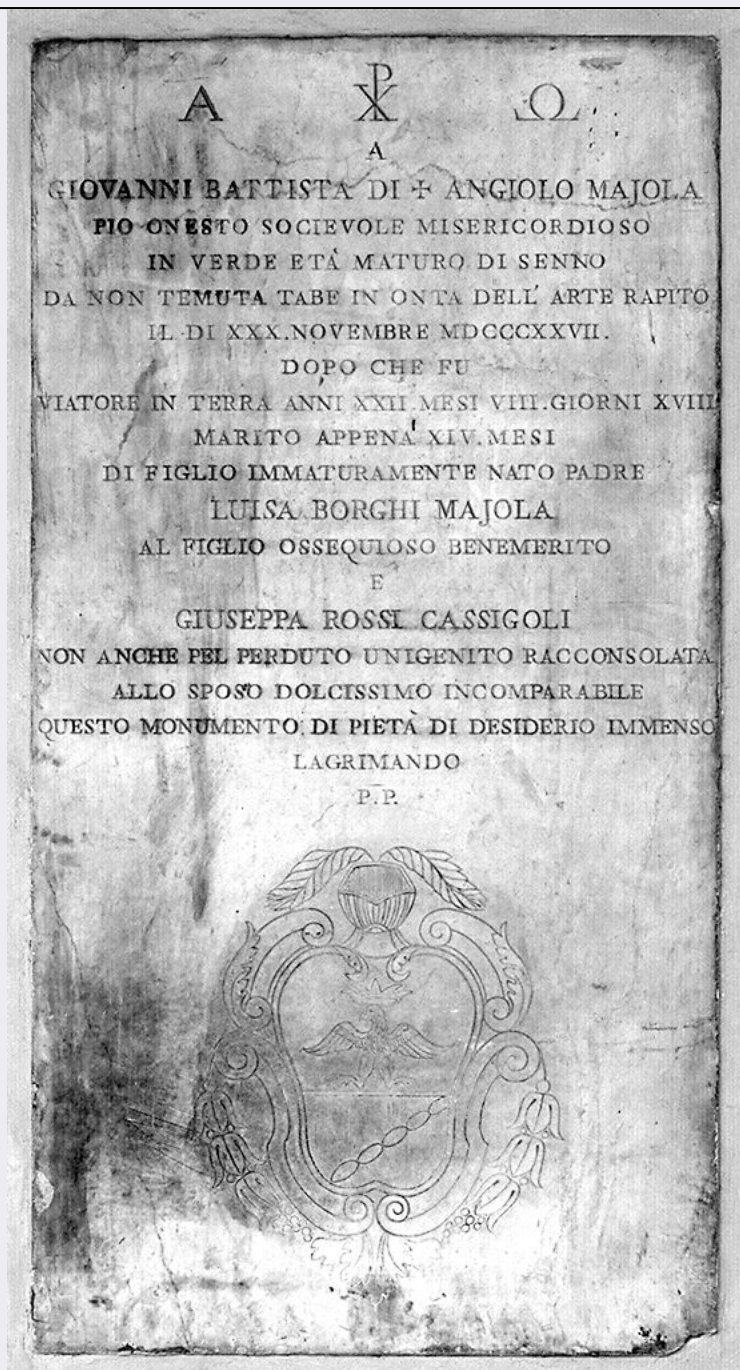 Α ☧ Ω
A
GIOVANNI BATTISTA DI ✢ ANGIOLO MAJOLA
PIO ONESTO SOCIEVOLE MISERICORDIOSO
IN VERDE ETÀ MATURO DI SENNO
DA NON TEMUTA TABE IN ONTA DELL' ARTE RAPITO
IL DI XXX.NOVEMBRE MDCCCXXVII.
DOPO CHE FU
VIATORE IN TERRA ANNI XXII.MESI VIII.GIORNI XVIII
MARITO APPENA XIV.MESI
DI FIGLIO IMMATURAMENTE NATO PADRE
LUISA BORGHI MAJOLA
AL FIGLIO OSSEQUIOSO BENEMERITO
E
GIUSEPPA ROSSI CASSIGOLI
NON ANCHE PEL PERDUTO UNIGENITO RACCONSOLATA
ALLO SPOSO DOLCISSIMO INCOMPARABILE
QUESTO MONUMENTO DI PIETÀ DI DESIDERIO IMMENSO
LAGRIMANDO
P.P.